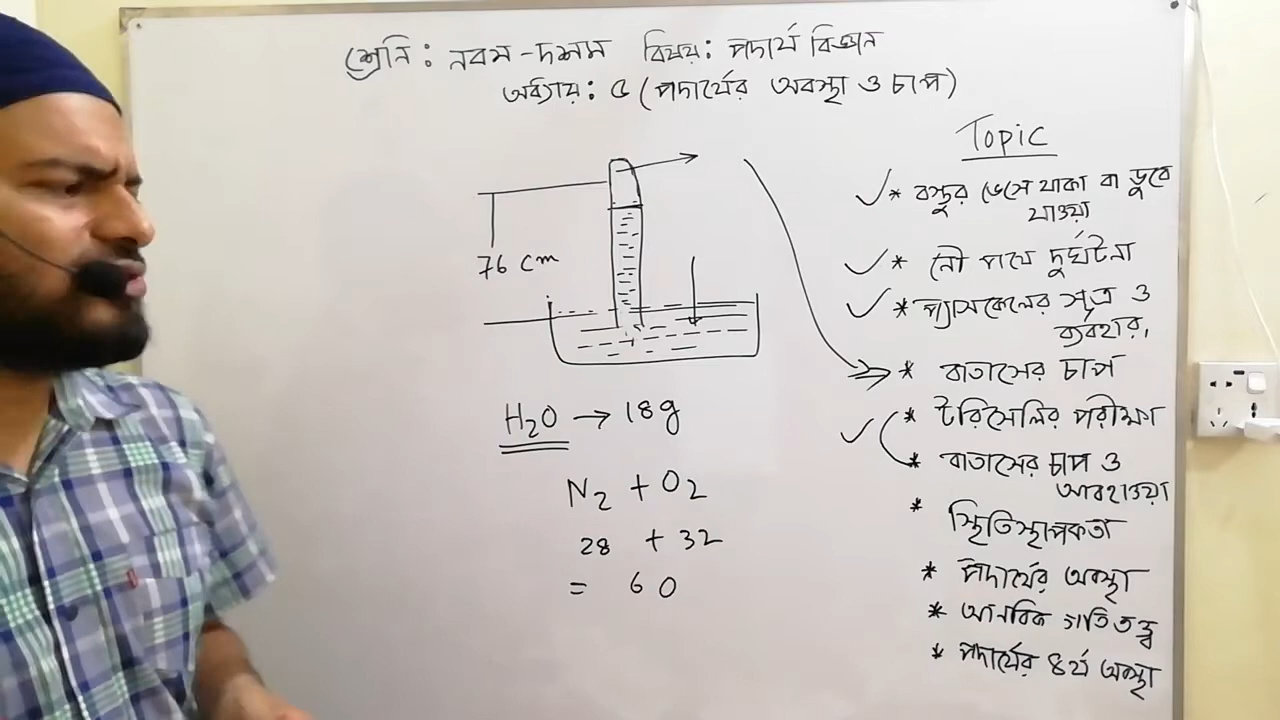 শ্রেনি : নবম-দশম বিষয় : পদার্থ বিজ্ঞান
অধ্যায় : ৫ (পদার্থের অবস্থা ও চাপ)
76 cm
H₂O → 18g
N₂ + O₂
28 + 32
= 60
Topic
✓ * বস্তুর ভেসে থাকা বা ডুবে
যাওয়া
✓ * নৌ পথে দুর্ঘটনা
✓ * প্যাসকেলের সূত্র ও
ব্যবহার,
* বাতাসের চাপ
✓ * টরিসেলির পরীক্ষা
* বাতাসের চাপ ও
আবহাওয়া
* স্থিতিস্থাপকতা
* পদার্থের অবস্থা
* আনবিক গতিতত্ত্ব
* পদার্থের ৪র্থ অবস্থা